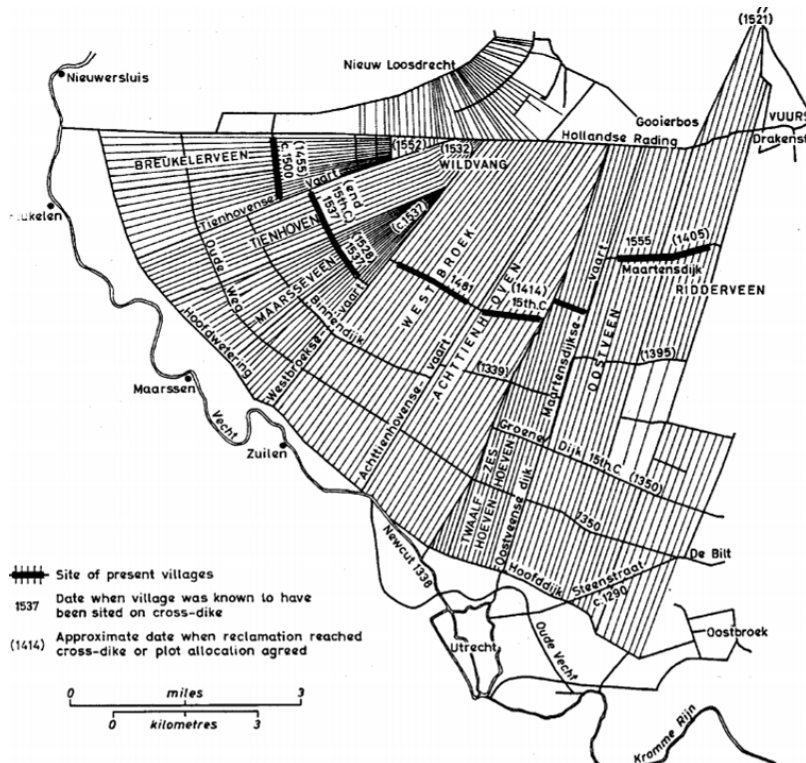 (1521)
Nieuwersluis
Nieuw Loosdrecht
Gooierbos
VUURS
Drakenst
Hollandse Rading
BREUKELERVEEN
c.1500
(1455)
(1552)
(1532)
WILDVANG
ukelen
Tienhovense
vaart
(end
15th.C)
1537
TIENHOVEN
(c.1537)
Oude weg
MAARSSEVEEN
(1528)
1537
Binnendijk
WESTBROEK
1481
(1414)
15th.C
1555
(1405)
Maartensdijk
RIDDERVEEN
Hoofdwetering
Westbroekse-
vaart
ACHTTIENHOVEN
(1339)
Maartensdijkse-
vaart
OOSTVEEN
(1395)
Maarssen
Vecht
Zuilen
Achttienhovense-
vaart
Groene Dijk 15th.C (1350)
TWAALF-
HOEVEN
ZES
HOEVEN
Oostveense dijk
1350
De Bilt
Newcut 1338
Hoofddijk
Steenstraat
c.1290
Oostbroek
Utrecht
Oude Vecht
Kromme Rijn
Site of present villages
1537 Date when village was known to have
been sited on cross-dike
(1414) Approximate date when reclamation reached
cross-dike or plot allocation agreed
0 miles 3
0 kilometres 3